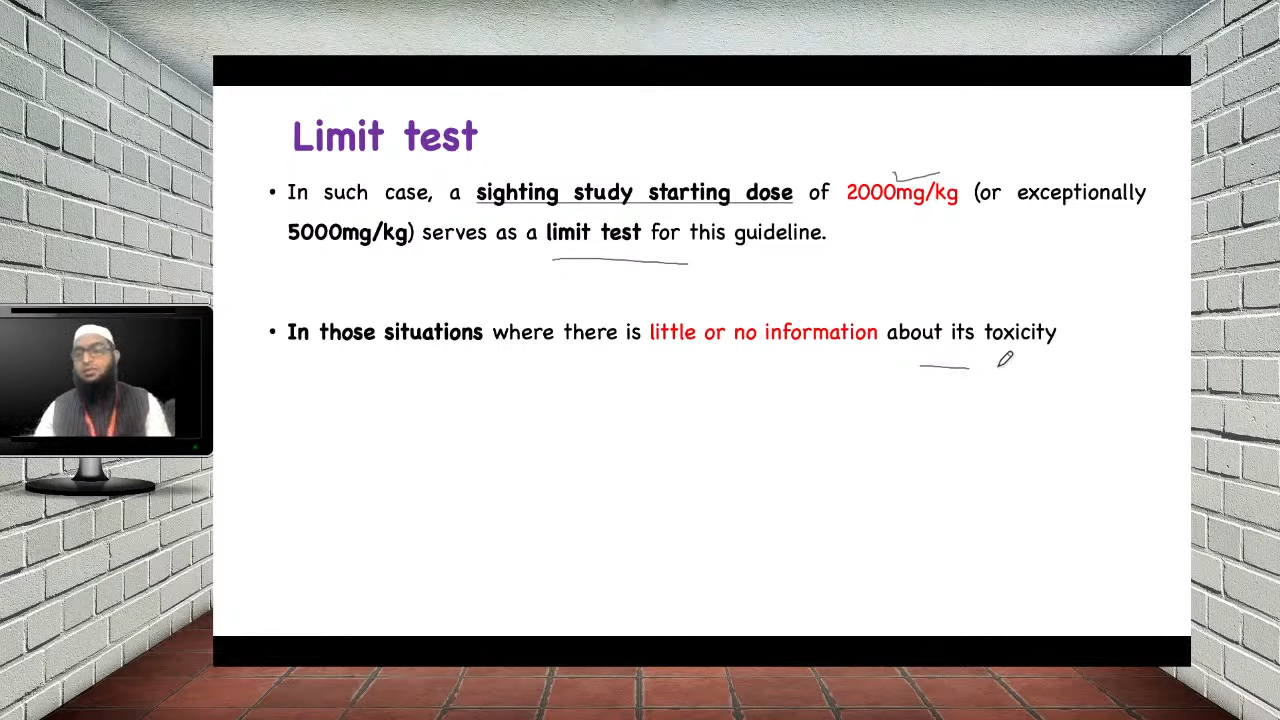 Limit test
• In such case, a sighting study starting dose of 2000mg/kg (or exceptionally
5000mg/kg) serves as a limit test for this guideline.
• In those situations where there is little or no information about its toxicity